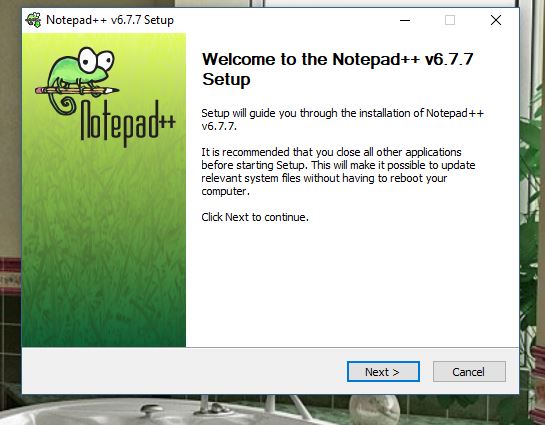 Notepad++ v6.7.7 Setup
Notepad++
Welcome to the Notepad++ v6.7.7
Setup
Setup will guide you through the installation of Notepad++
v6.7.7.
It is recommended that you close all other applications
before starting Setup. This will make it possible to update
relevant system files without having to reboot your
computer.
Click Next to continue.
Next >
Cancel